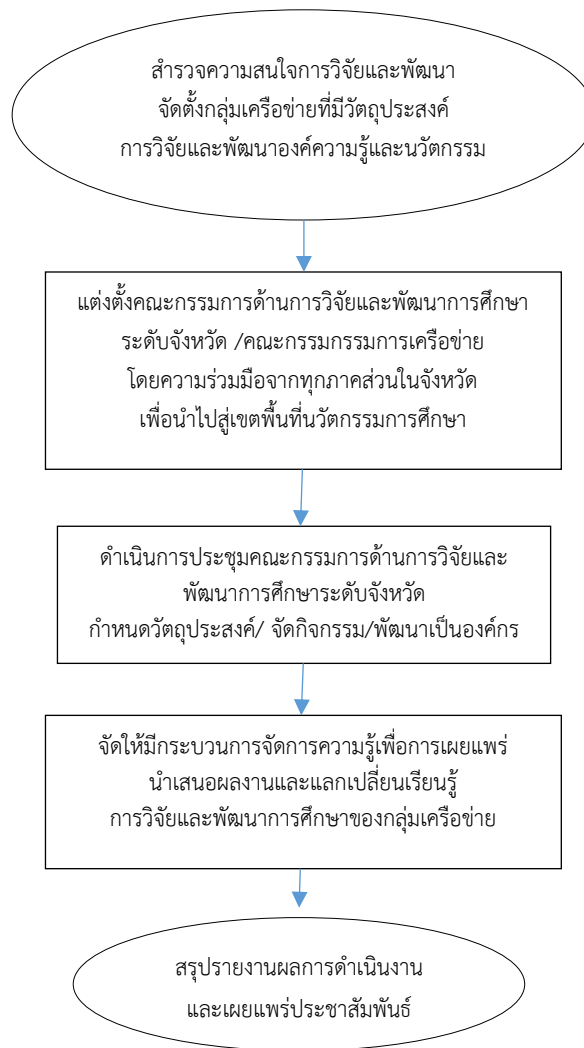 สำรวจความสนใจการวิจัยและพัฒนา
จัดตั้งกลุ่มเครือข่ายที่มีวัตถุประสงค์
การวิจัยและพัฒนาองค์ความรู้และนวัตกรรม
แต่งตั้งคณะกรรมการด้านการวิจัยและพัฒนาการศึกษา
ระดับจังหวัด /คณะกรรมกรรมการเครือข่าย
โดยความร่วมมือจากทุกภาคส่วนในจังหวัด
เพื่อนำไปสู่เขตพื้นที่นวัตกรรมการศึกษา
ดำเนินการประชุมคณะกรรมการด้านการวิจัยและ
พัฒนาการศึกษาระดับจังหวัด
กำหนดวัตถุประสงค์/ จัดกิจกรรม/พัฒนาเป็นองค์กร
จัดให้มีกระบวนการจัดการความรู้เพื่อการเผยแพร่
นำเสนอผลงานและแลกเปลี่ยนเรียนรู้
การวิจัยและพัฒนาการศึกษาของกลุ่มเครือข่าย
สรุปรายงานผลการดำเนินงาน
และเผยแพร่ประชาสัมพันธ์